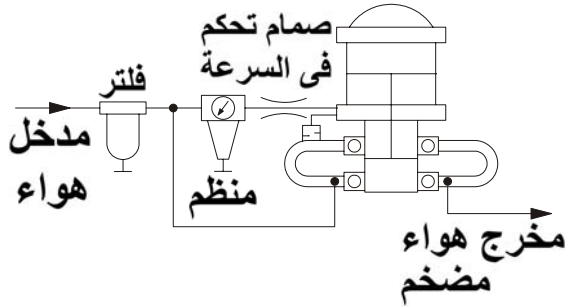 صمام تحكم
فى السرعة
فلتر
مدخل
هواء
منظم
مخرج هواء
مضخم